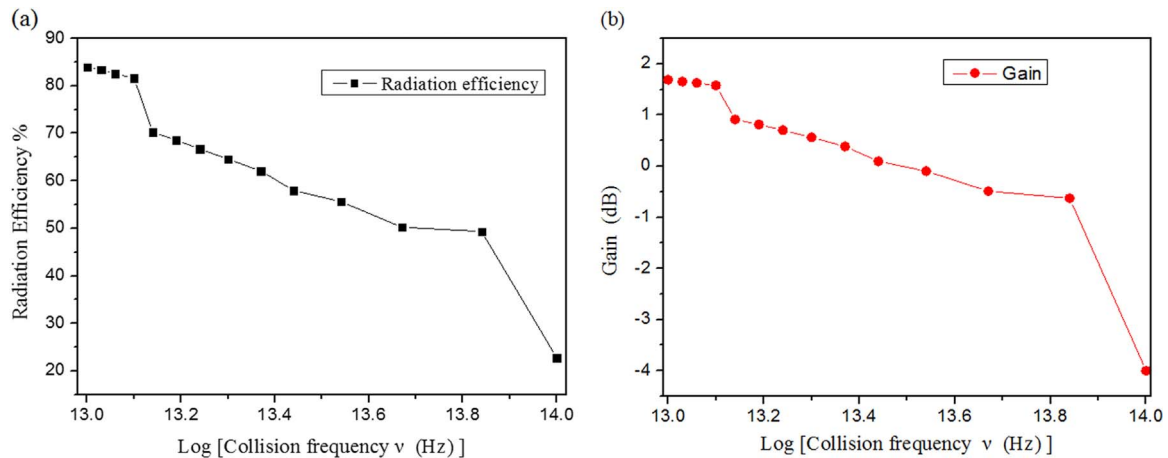 (a)
90
80
70
60
50
40
30
20
Radiation Efficiency %
Radiation efficiency
13.0 13.2 13.4 13.6 13.8 14.0
Log [Collision frequency ν (Hz) ]
(b)
2
1
0
-1
-2
-3
-4
Gain (dB)
Gain
13.0 13.2 13.4 13.6 13.8 14.0
Log [Collision frequency ν (Hz) ]